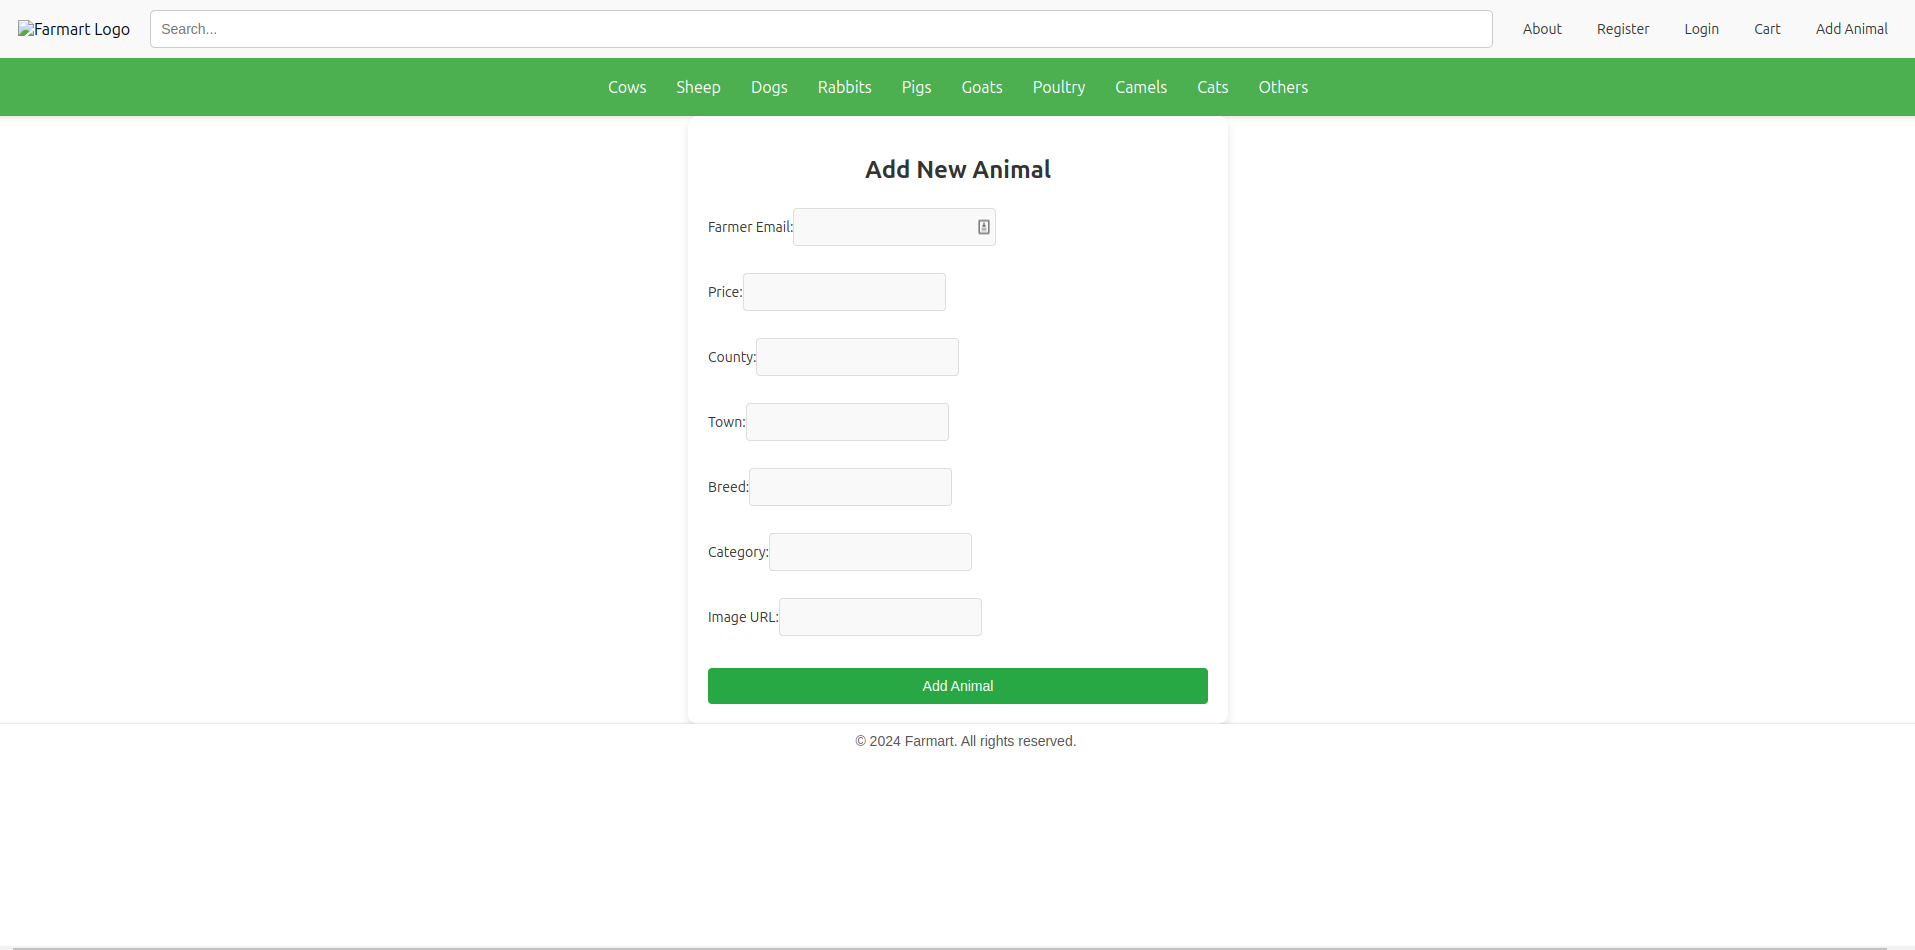 Farmart Logo Search... About Register Login Cart Add Animal
Cows Sheep Dogs Rabbits Pigs Goats Poultry Camels Cats Others
Add New Animal
Farmer Email:
Price:
County:
Town:
Breed:
Category:
Image URL:
Add Animal
© 2024 Farmart. All rights reserved.